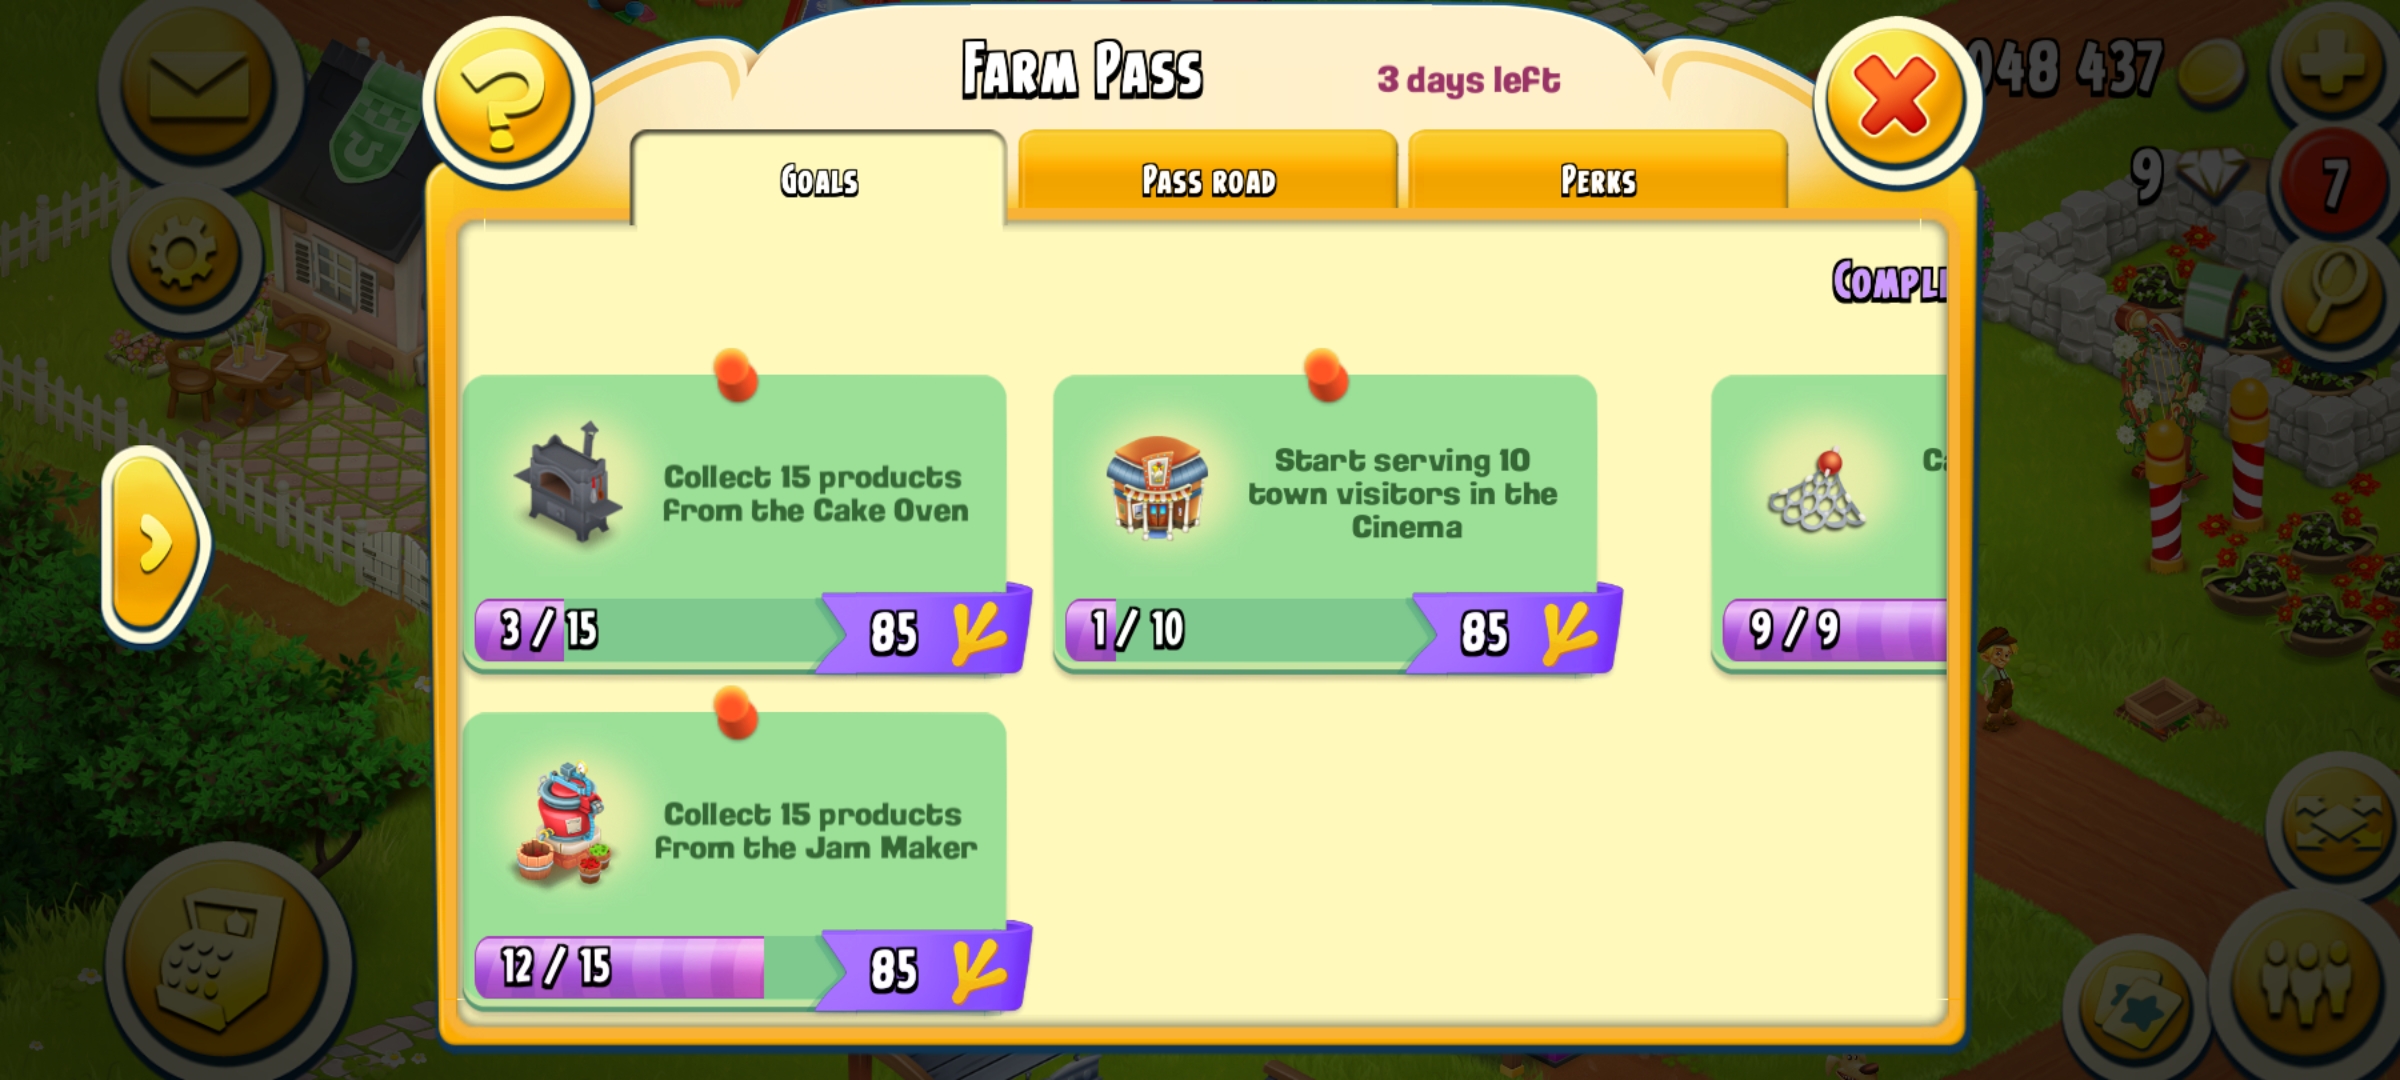 FARM PASS
3 days left
048 437
9
7
GOALS
PASS ROAD
PERKS
Collect 15 products
from the Cake Oven
3 / 15
85
Start serving 10
town visitors in the
Cinema
1 / 10
85
9 / 9
Collect 15 products
from the Jam Maker
12 / 15
85